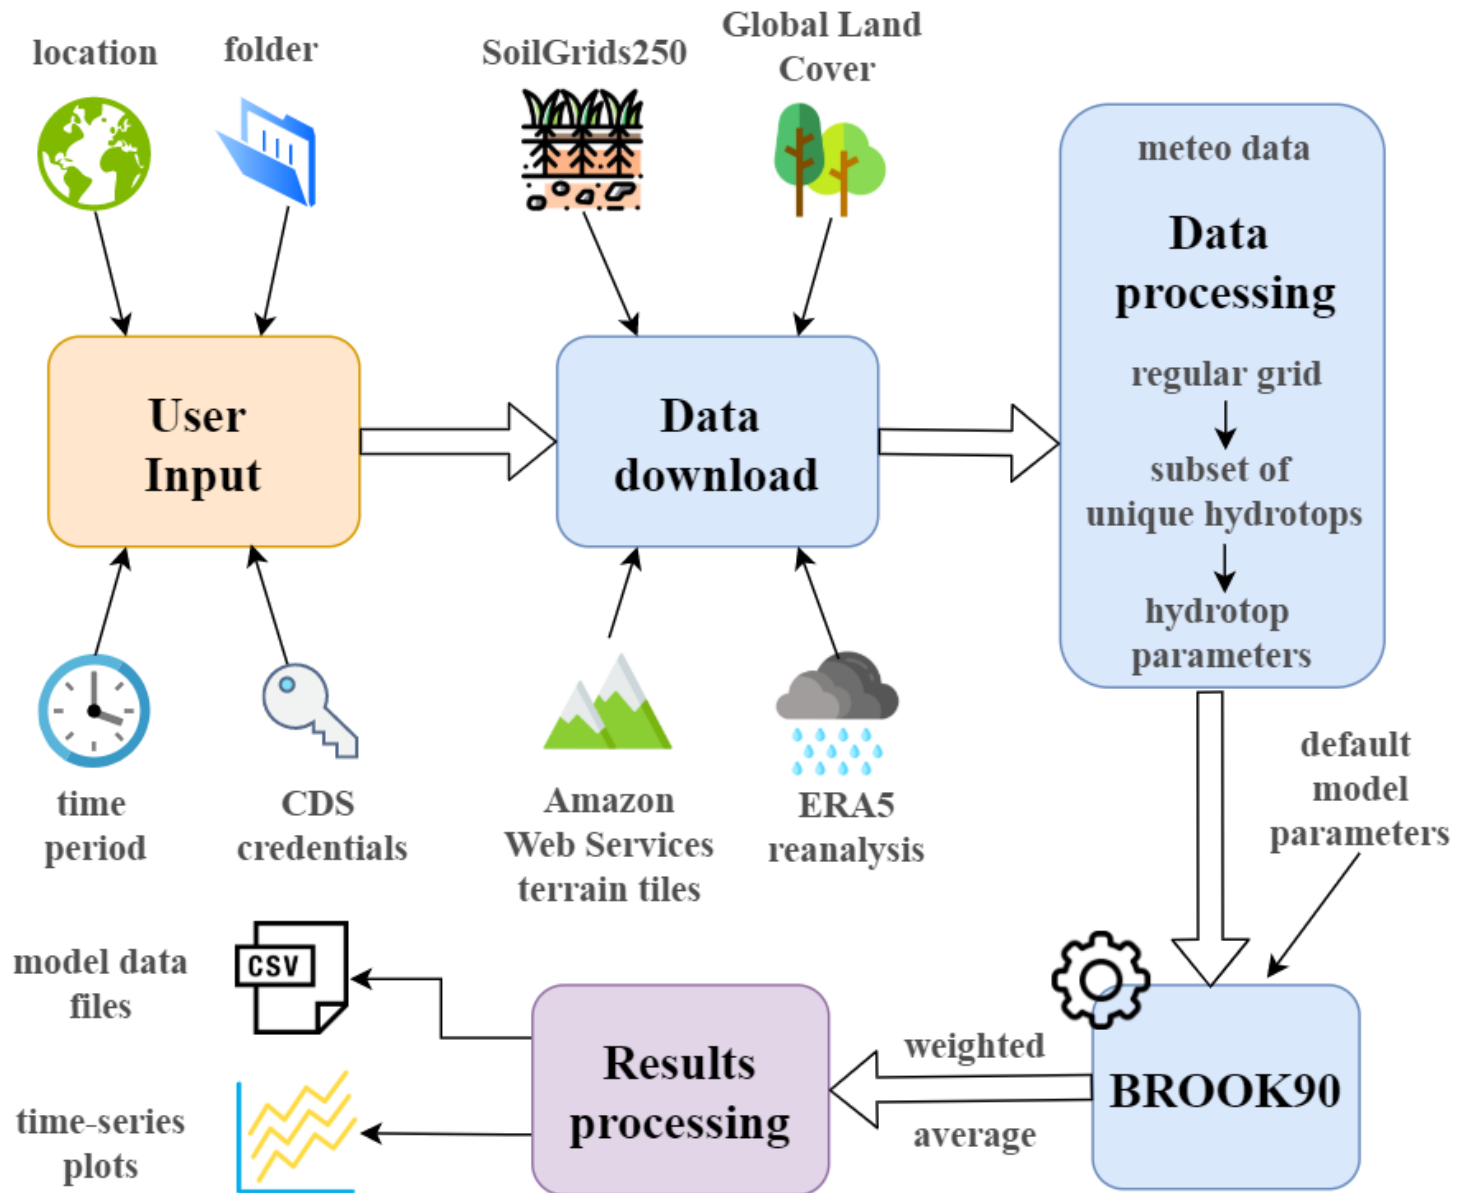 location
folder
SoilGrids250
Global Land
Cover
meteo data
Data
processing
regular grid
subset of
unique hydrotops
hydrotop
parameters
User
Input
Data
download
time
period
CDS
credentials
Amazon
Web Services
terrain tiles
ERA5
reanalysis
default
model
parameters
model data
files
CSV
time-series
plots
Results
processing
weighted
average
BROOK90